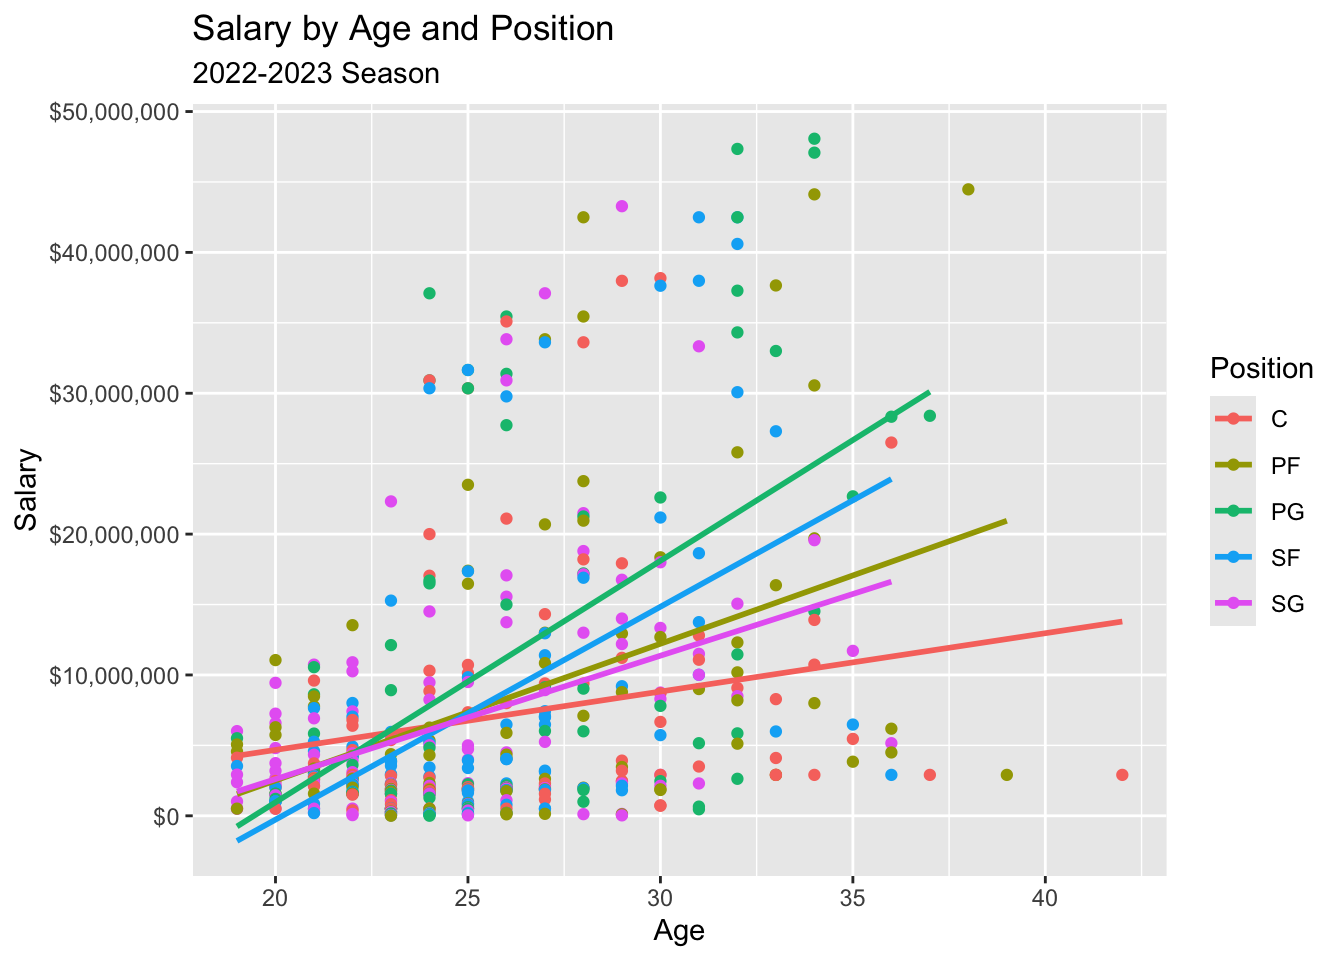 Salary by Age and Position
2022-2023 Season
$50,000,000
$40,000,000
$30,000,000
$20,000,000
$10,000,000
$0
Salary
20 25 30 35 40
Age
Position
C
PF
PG
SF
SG